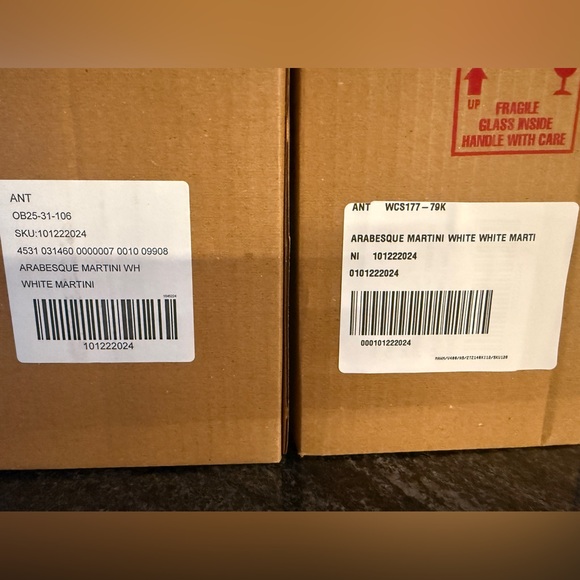 ANT
OB25-31-106
SKU:101222024
4531 031460 0000007 0010 09908
ARABESQUE MARTINI WH
WHITE MARTINI
101222024
UP
FRAGILE
GLASS INSIDE
HANDLE WITH CARE
ANT WCS177-79K
ARABESQUE MARTINI WHITE WHITE MARTI
NI 101222024
0101222024
000101222024